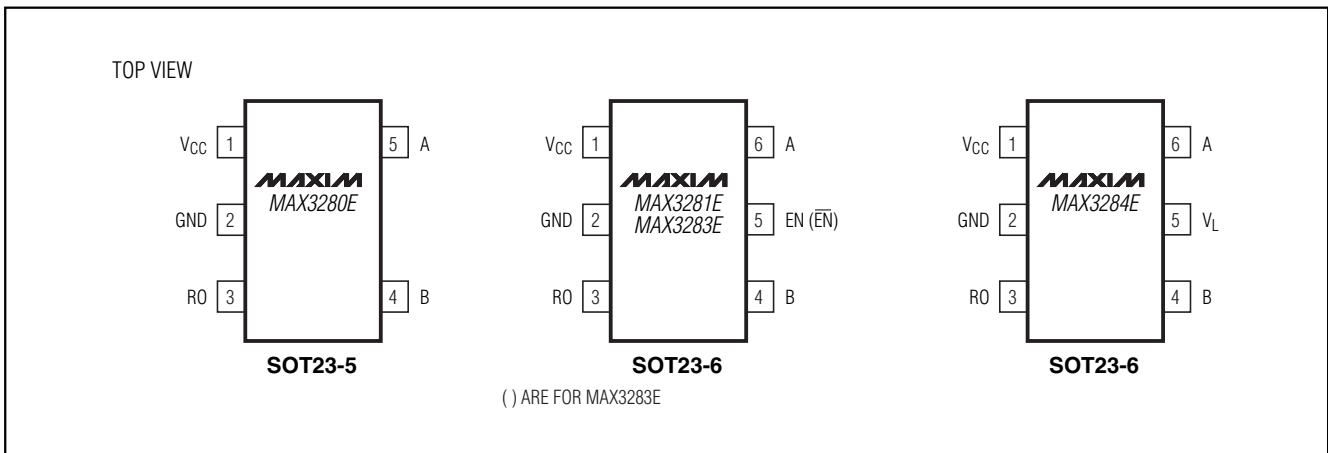 TOP VIEW
VCC 1
5 A
MAXIM
MAX3280E
GND 2
RO 3
4 B
SOT23-5
VCC 1
6 A
MAXIM
MAX3281E
MAX3283E
GND 2
5 EN (E̅N̅)
RO 3
4 B
SOT23-6
( ) ARE FOR MAX3283E
VCC 1
6 A
MAXIM
MAX3284E
GND 2
5 VL
RO 3
4 B
SOT23-6